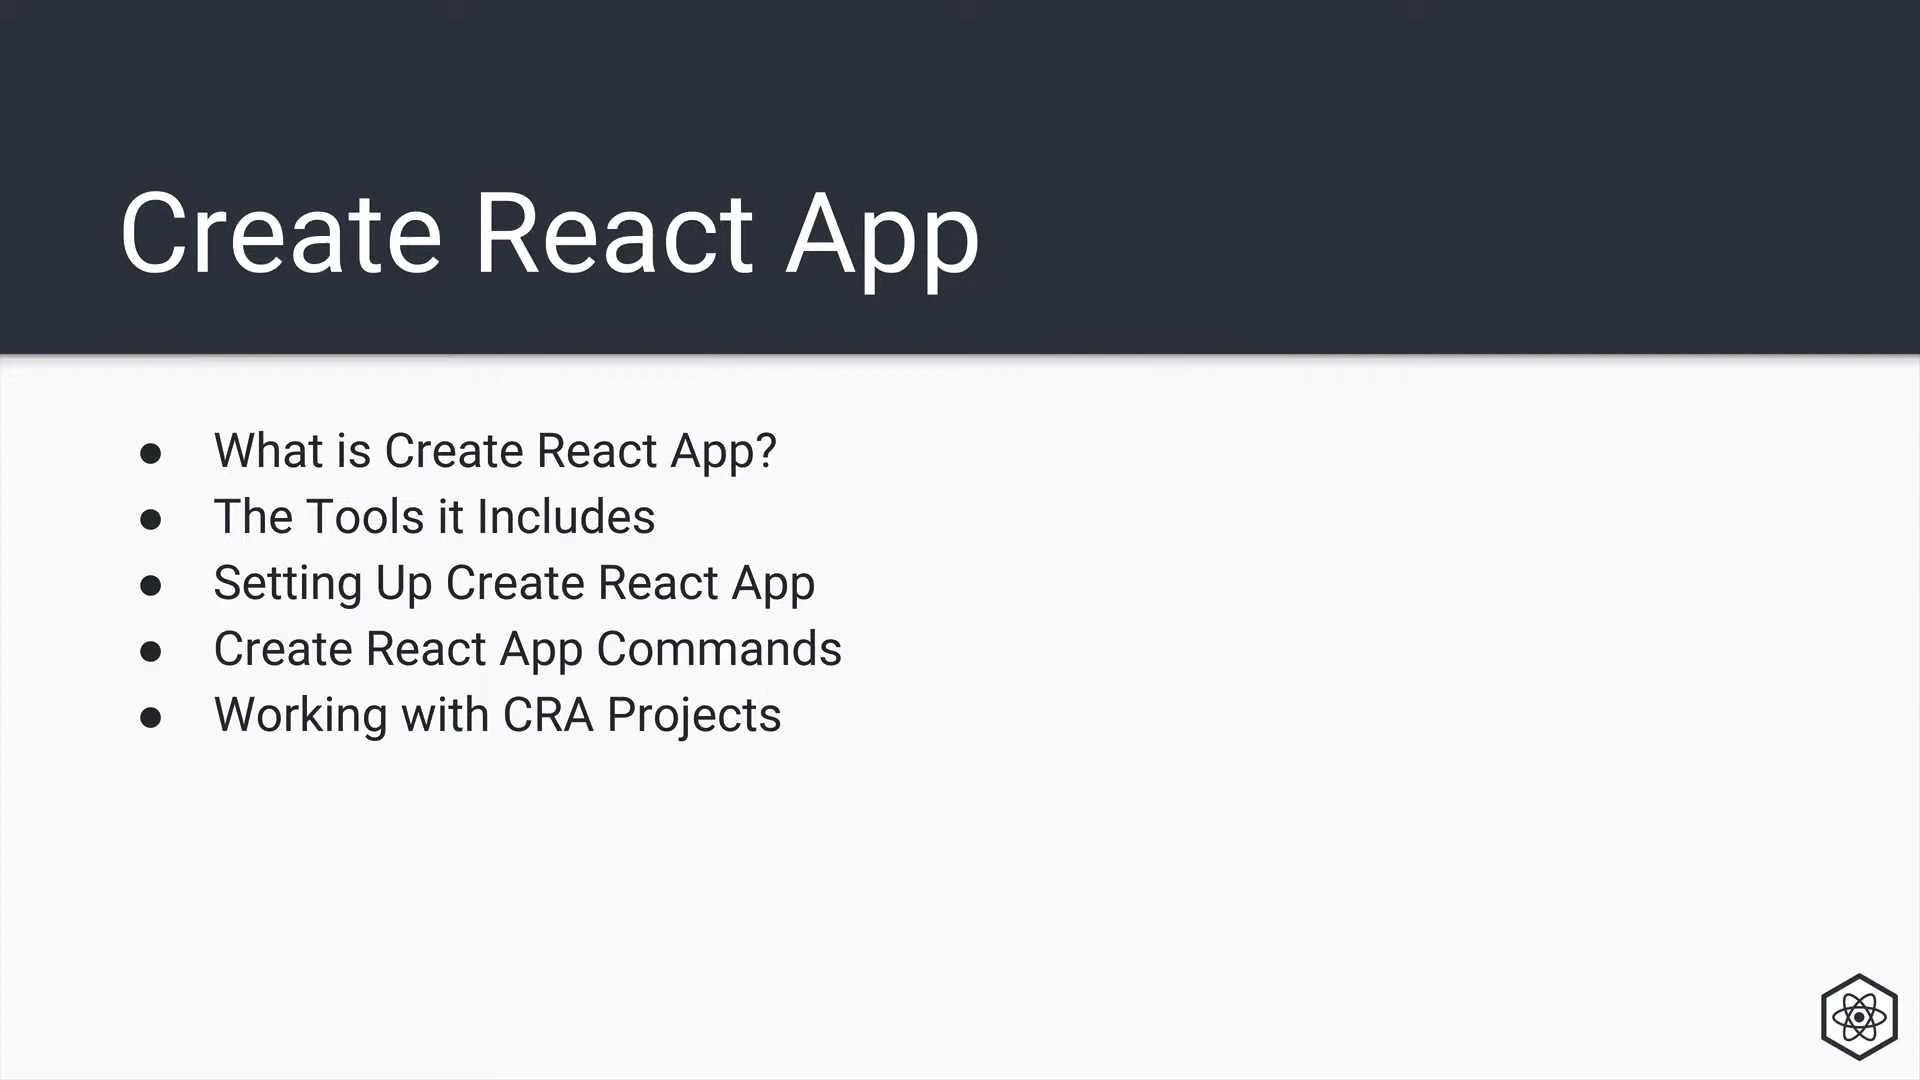 Create React App
● What is Create React App?
● The Tools it Includes
● Setting Up Create React App
● Create React App Commands
● Working with CRA Projects